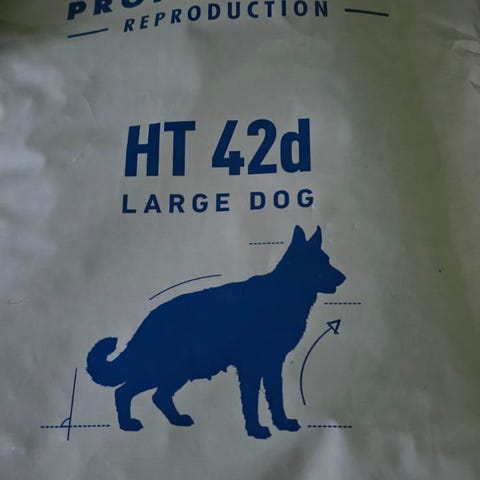 REPRODUCTION
HT 42d
LARGE DOG